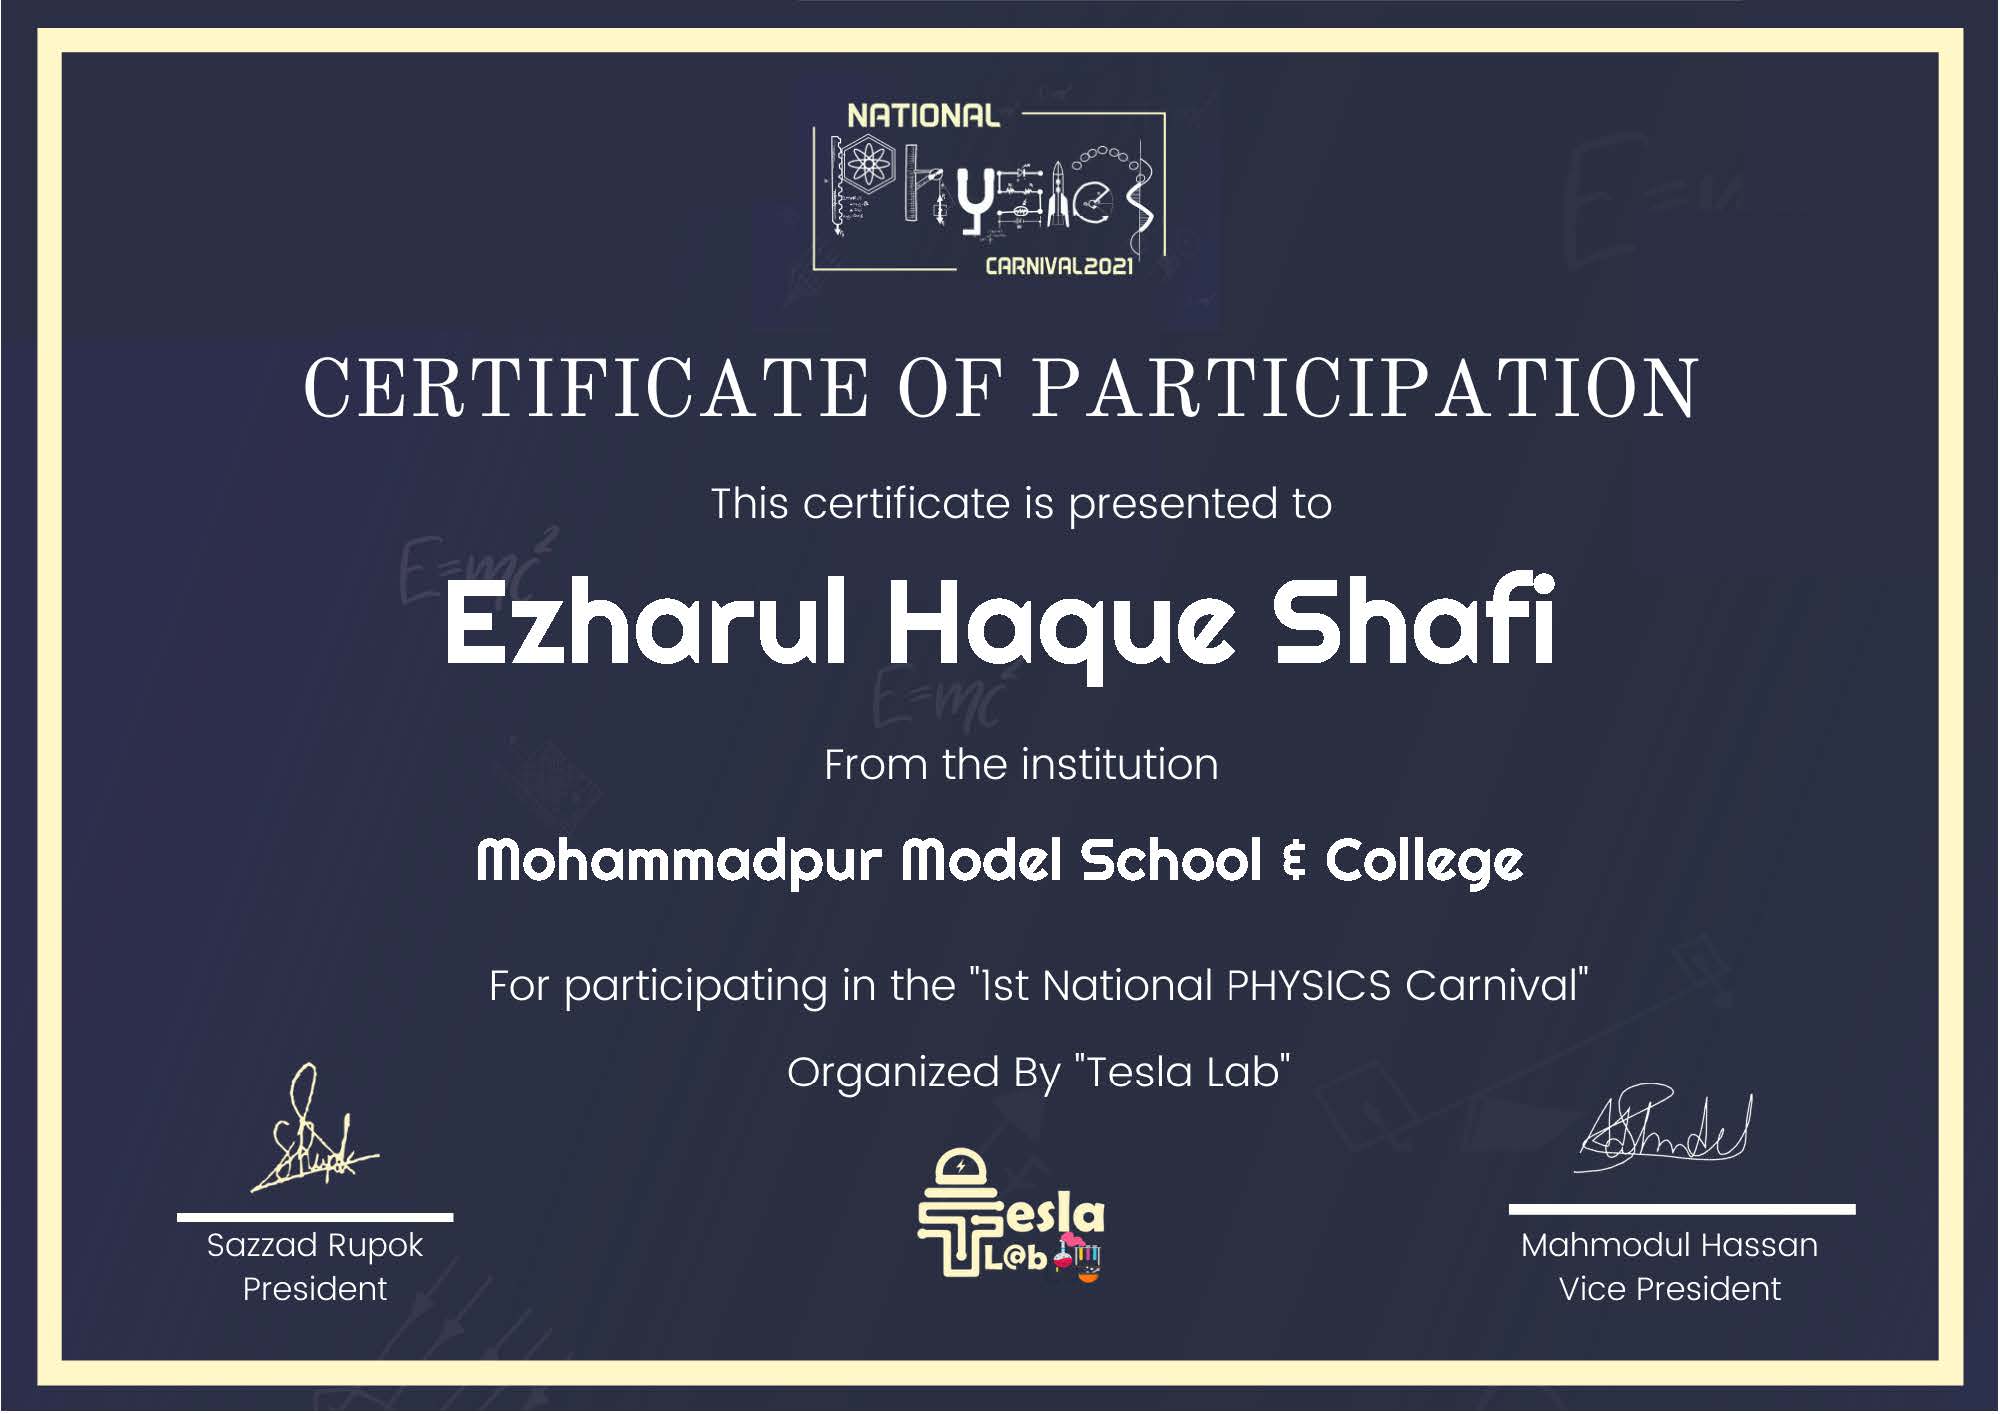 NATIONAL
PHYSICS
CARNIVAL2021
CERTIFICATE OF PARTICIPATION
This certificate is presented to
E=mc²
Ezharul Haque Shafi
E=mc²
From the institution
Mohammadpur Model School & College
For participating in the "1st National PHYSICS Carnival"
Organized By "Tesla Lab"
Tesla
L@b
Sazzad Rupok
President
Mahmodul Hassan
Vice President